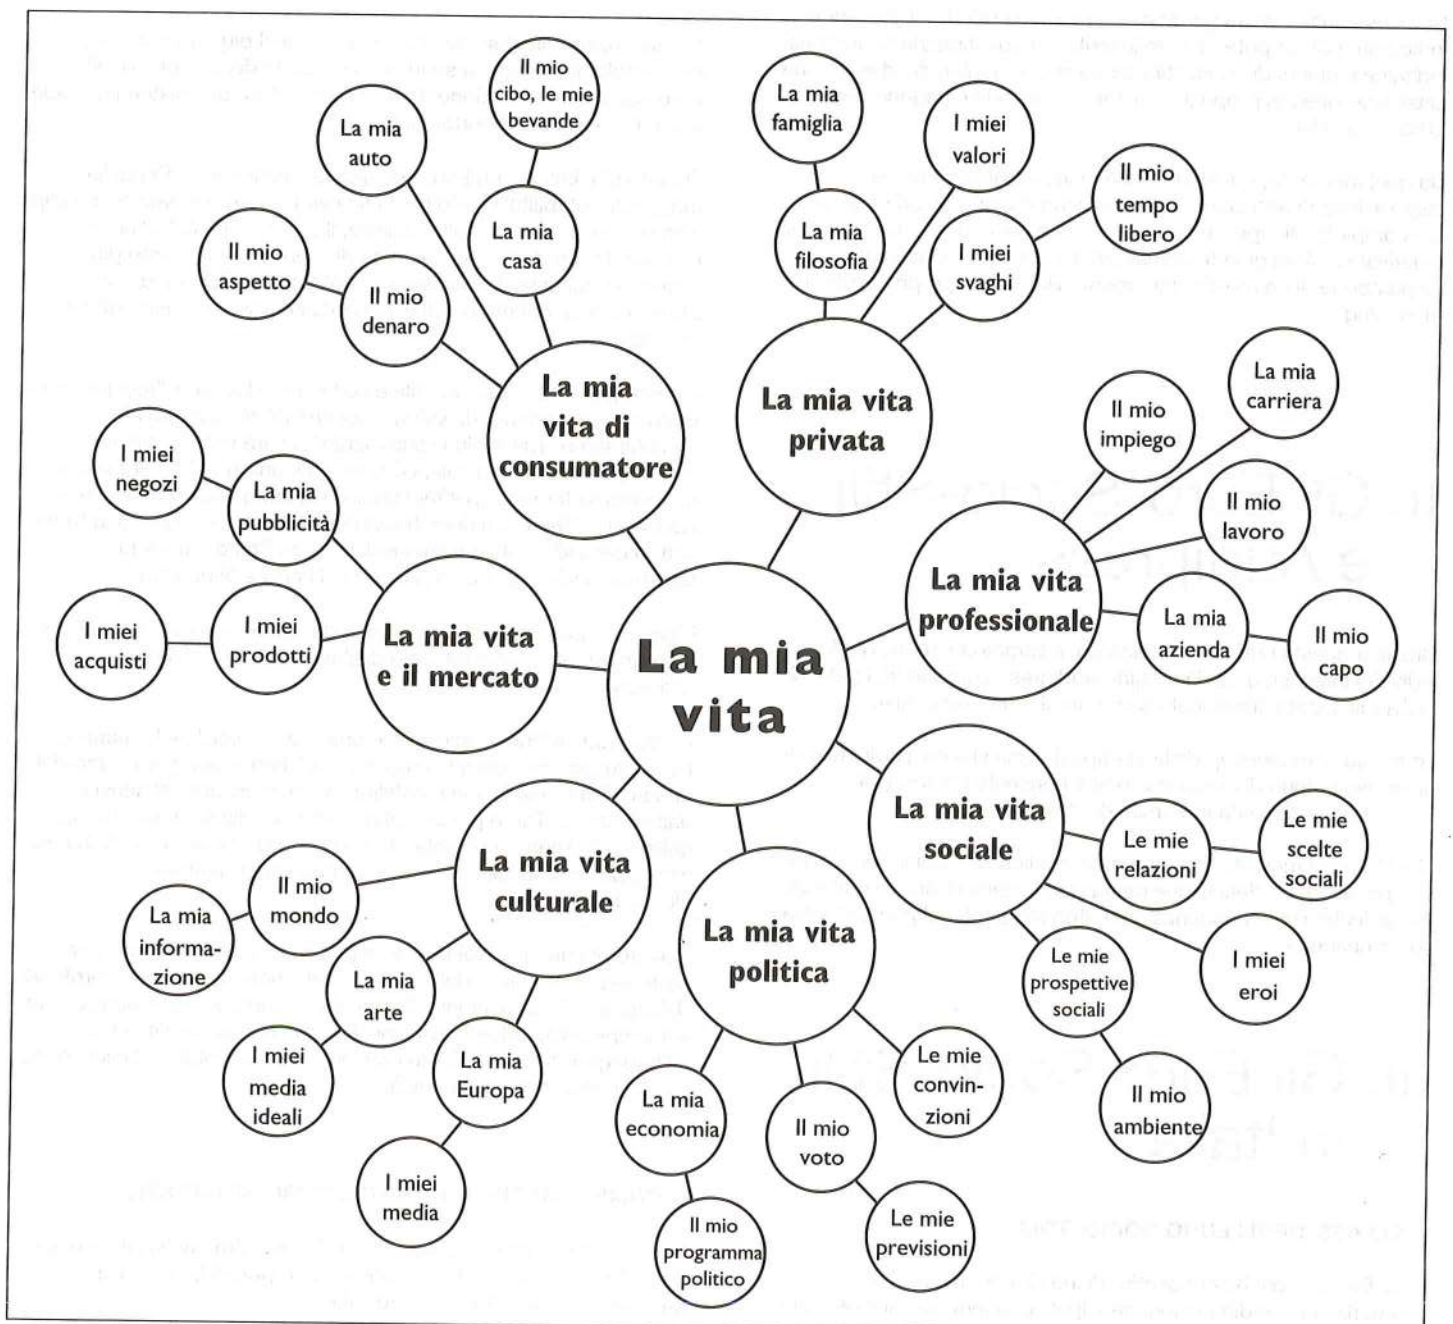 Il mio
cibo, le mie
bevande
La mia
auto
La mia
casa
Il mio
aspetto
Il mio
denaro
La mia
vita di
consumatore
La mia
famiglia
I miei
valori
Il mio
tempo
libero
La mia
filosofia
I miei
svaghi
La mia vita
privata
La mia
carriera
Il mio
impiego
Il mio
lavoro
La mia vita
professionale
La mia
azienda
Il mio
capo
I miei
negozi
La mia
pubblicità
I miei
acquisti
I miei
prodotti
La mia vita
e il mercato
La mia
vita
La mia vita
sociale
Le mie
relazioni
Le mie
scelte
sociali
I miei
eroi
Le mie
prospettive
sociali
Il mio
ambiente
La mia vita
culturale
Il mio
mondo
La mia
informa-
zione
La mia
arte
I miei
media
ideali
La mia
Europa
I miei
media
La mia vita
politica
La mia
economia
Il mio
programma
politico
Il mio
voto
Le mie
previsioni
Le mie
convin-
zioni